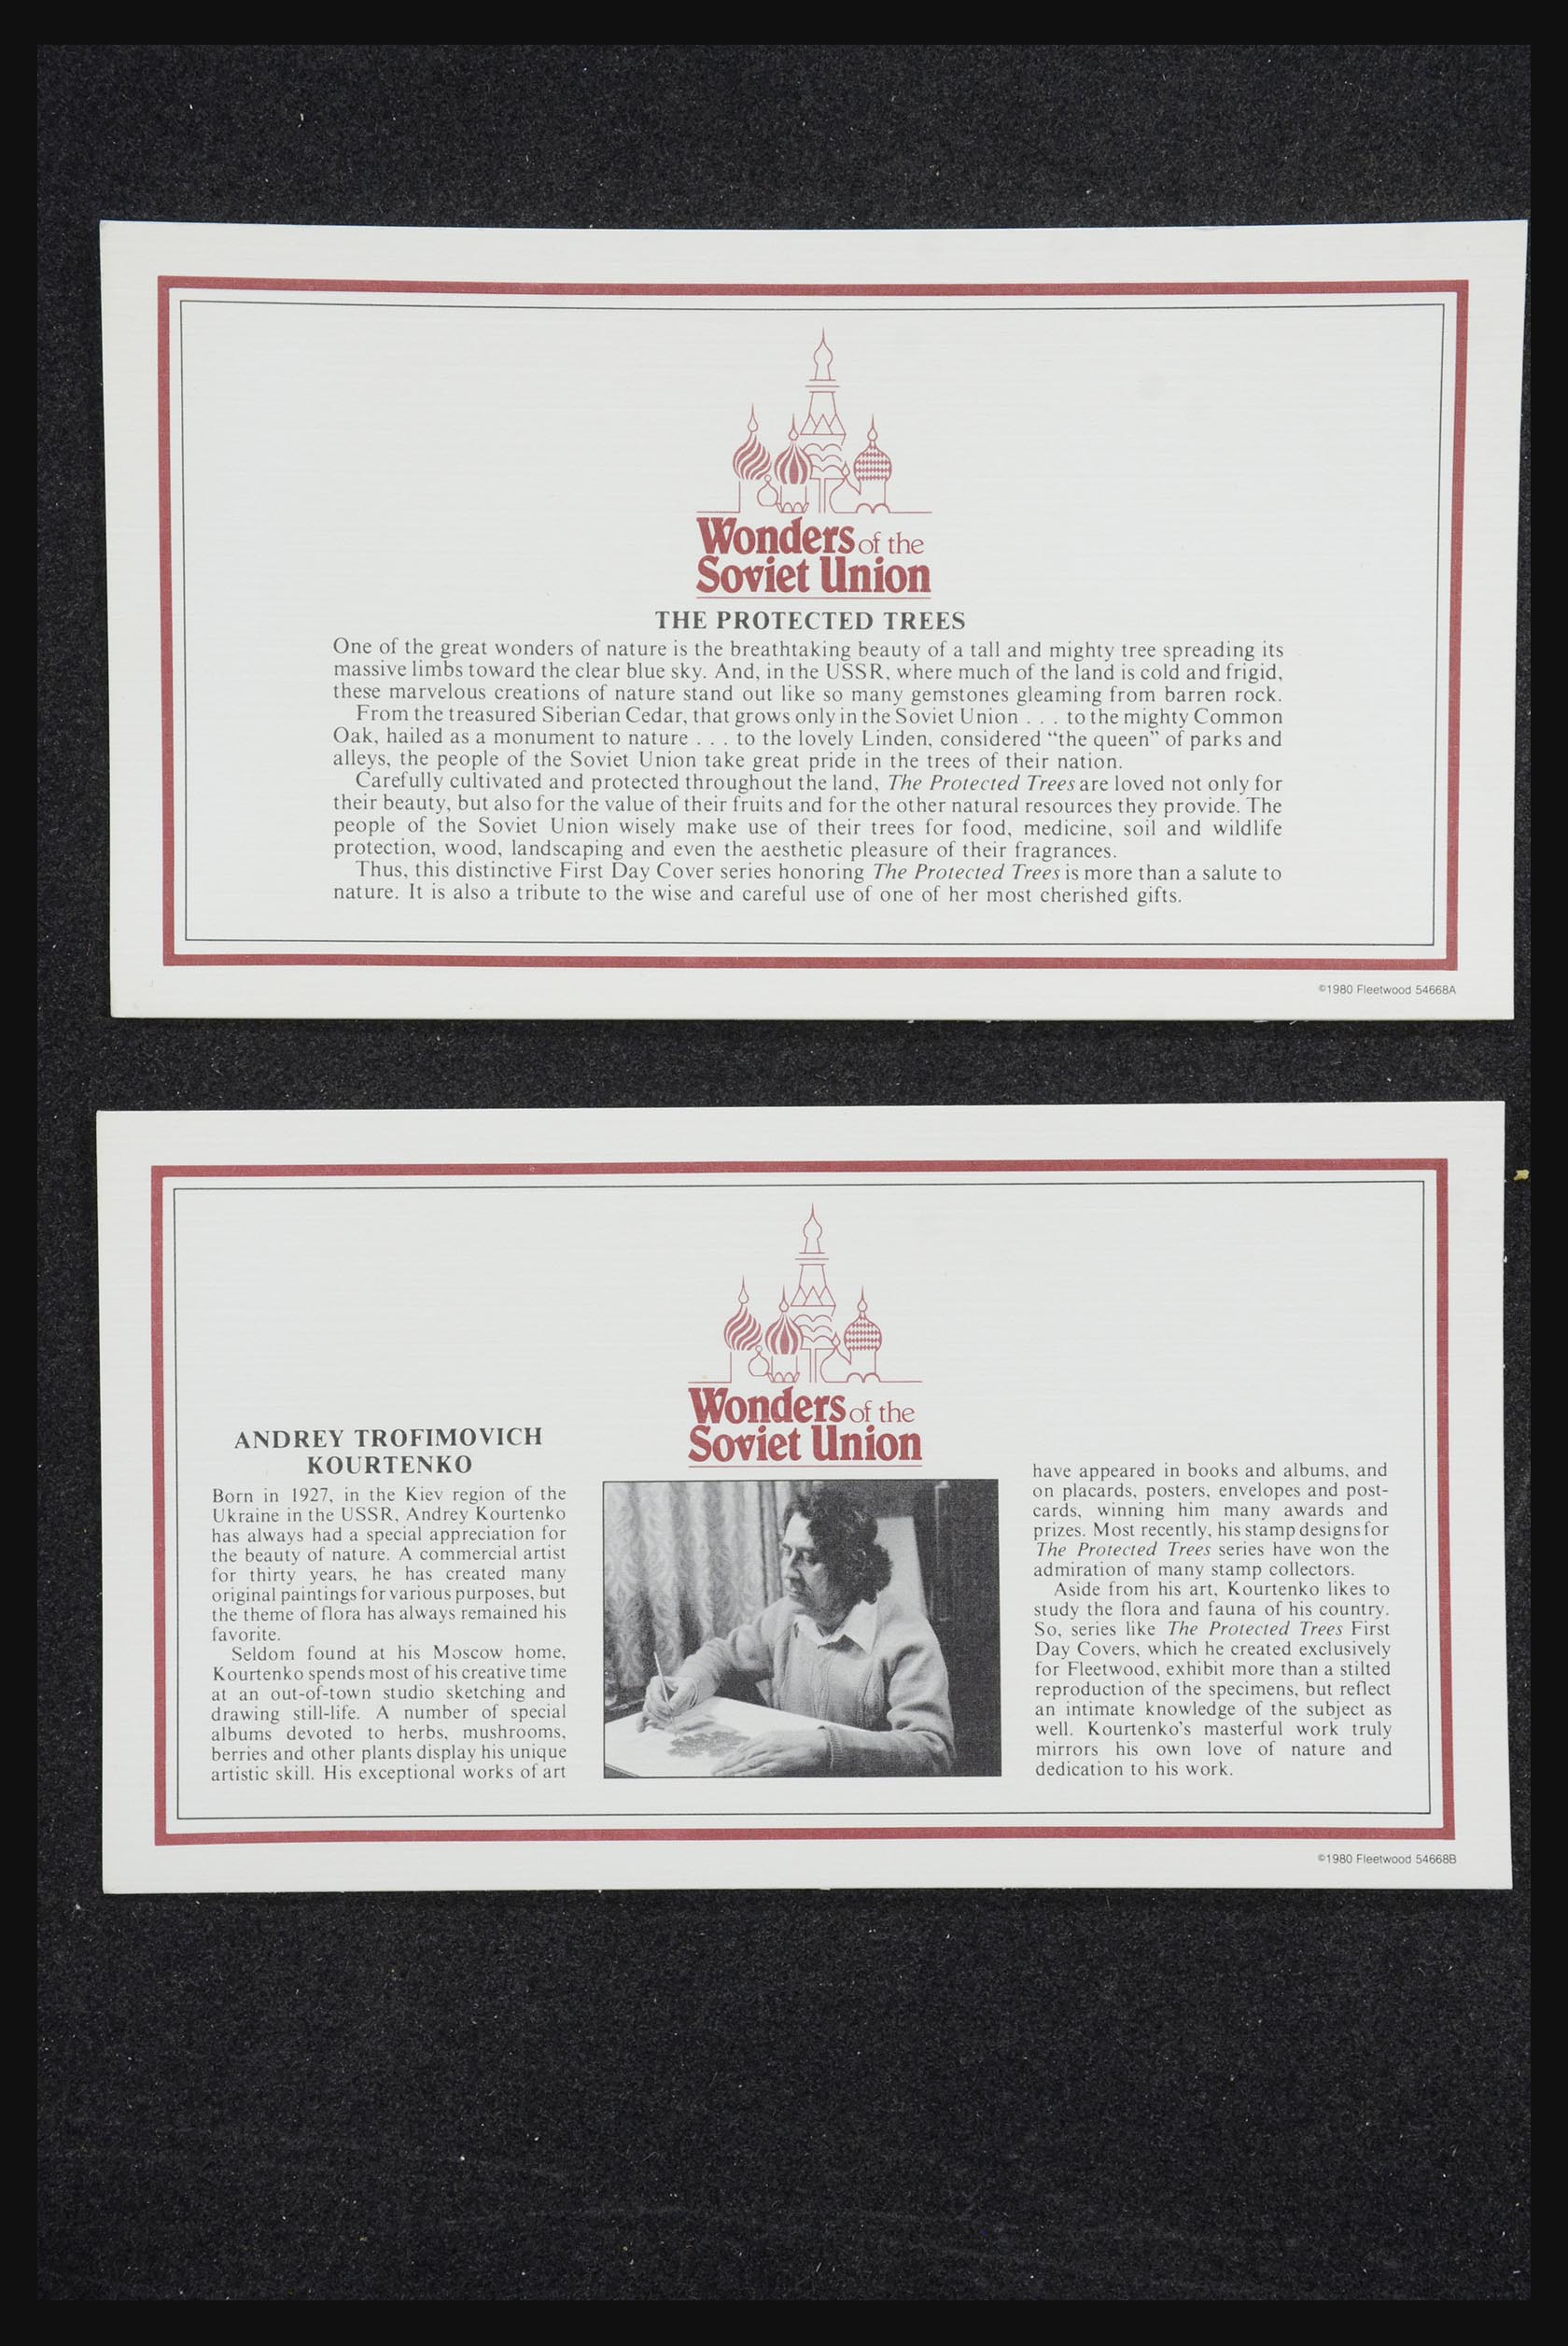 Wonders of the
Soviet Union
THE PROTECTED TREES
One of the great wonders of nature is the breathtaking beauty of a tall and mighty tree spreading its
massive limbs toward the clear blue sky. And, in the USSR, where much of the land is cold and frigid,
these marvelous creations of nature stand out like so many gemstones gleaming from barren rock.
From the treasured Siberian Cedar, that grows only in the Soviet Union . . . to the mighty Common
Oak, hailed as a monument to nature . . . to the lovely Linden, considered “the queen” of parks and
alleys, the people of the Soviet Union take great pride in the trees of their nation.
Carefully cultivated and protected throughout the land, The Protected Trees are loved not only for
their beauty, but also for the value of their fruits and for the other natural resources they provide. The
people of the Soviet Union wisely make use of their trees for food, medicine, soil and wildlife
protection, wood, landscaping and even the aesthetic pleasure of their fragrances.
Thus, this distinctive First Day Cover series honoring The Protected Trees is more than a salute to
nature. It is also a tribute to the wise and careful use of one of her most cherished gifts.
©1980 Fleetwood 54668A
Wonders of the
Soviet Union
ANDREY TROFIMOVICH
KOURTENKO
Born in 1927, in the Kiev region of the
Ukraine in the USSR, Andrey Kourtenko
has always had a special appreciation for
the beauty of nature. A commercial artist
for thirty years, he has created many
original paintings for various purposes, but
the theme of flora has always remained his
favorite.
Seldom found at his Moscow home,
Kourtenko spends most of his creative time
at an out-of-town studio sketching and
drawing still-life. A number of special
albums devoted to herbs, mushrooms,
berries and other plants display his unique
artistic skill. His exceptional works of art
have appeared in books and albums, and
on placards, posters, envelopes and post-
cards, winning him many awards and
prizes. Most recently, his stamp designs for
The Protected Trees series have won the
admiration of many stamp collectors.
Aside from his art, Kourtenko likes to
study the flora and fauna of his country.
So, series like The Protected Trees First
Day Covers, which he created exclusively
for Fleetwood, exhibit more than a stilted
reproduction of the specimens, but reflect
an intimate knowledge of the subject as
well. Kourtenko’s masterful work truly
mirrors his own love of nature and
dedication to his work.
©1980 Fleetwood 54668B